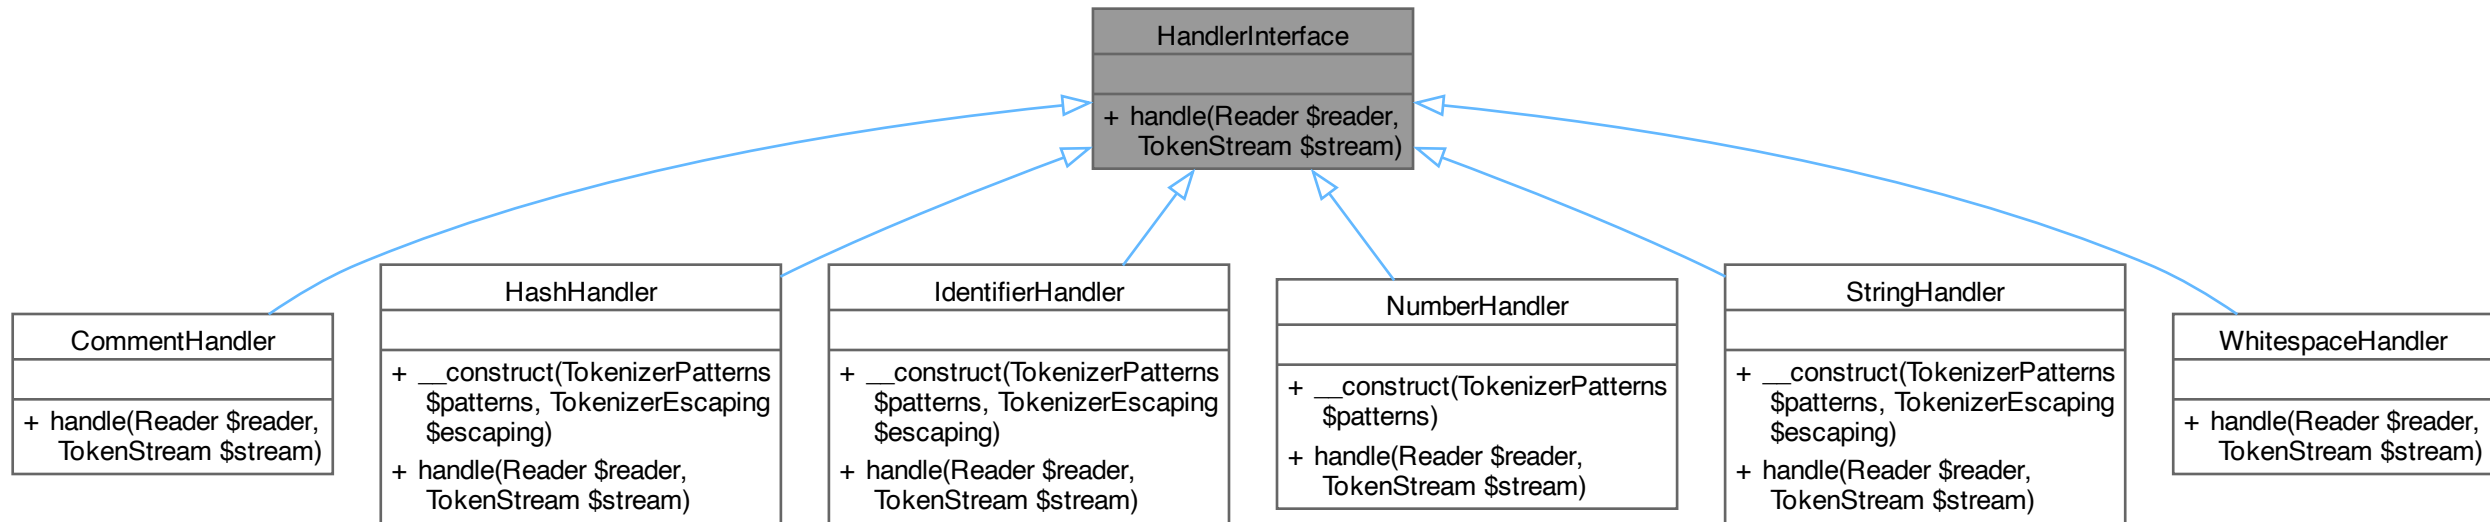 HandlerInterface
+ handle(Reader $reader,
TokenStream $stream)
CommentHandler
+ handle(Reader $reader,
TokenStream $stream)
HashHandler
+ __construct(TokenizerPatterns
$patterns, TokenizerEscaping
$escaping)
+ handle(Reader $reader,
TokenStream $stream)
IdentifierHandler
+ __construct(TokenizerPatterns
$patterns, TokenizerEscaping
$escaping)
+ handle(Reader $reader,
TokenStream $stream)
NumberHandler
+ __construct(TokenizerPatterns
$patterns)
+ handle(Reader $reader,
TokenStream $stream)
StringHandler
+ __construct(TokenizerPatterns
$patterns, TokenizerEscaping
$escaping)
+ handle(Reader $reader,
TokenStream $stream)
WhitespaceHandler
+ handle(Reader $reader,
TokenStream $stream)